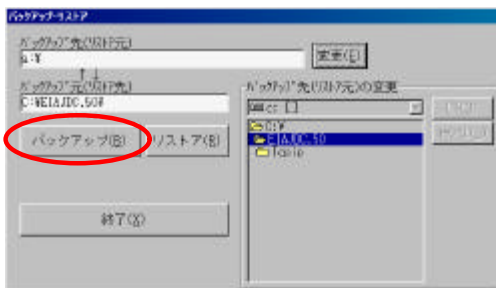 バックアップ・リストア
バックアップ先(リストア元)
a:¥
変更(E)
↑↓
バックアップ元(リストア先)
C:¥EIAJDC.50¥
バックアップ先(リストア元)の変更
バックアップ(B)
リストア(R)
C:¥
EIAJDC.50
終了(X)